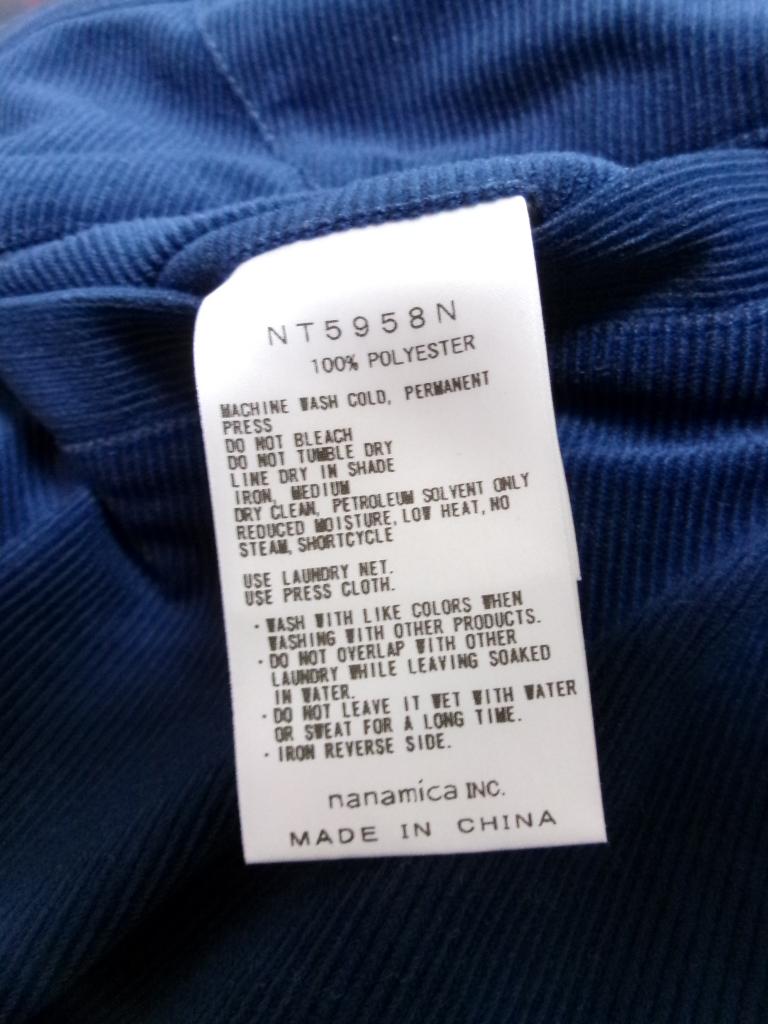 NT5958N
100% POLYESTER
MACHINE WASH COLD, PERMANENT
PRESS
DO NOT BLEACH
DO NOT TUMBLE DRY
LINE DRY IN SHADE
IRON, MEDIUM
DRY CLEAN, PETROLEUM SOLVENT ONLY
REDUCED MOISTURE, LOW HEAT, NO
STEAM, SHORTCYCLE
USE LAUNDRY NET.
USE PRESS CLOTH.
・WASH WITH LIKE COLORS WHEN
WASHING WITH OTHER PRODUCTS.
・DO NOT OVERLAP WITH OTHER
LAUNDRY WHILE LEAVING SOAKED
IN WATER.
・DO NOT LEAVE IT WET WITH WATER
OR SWEAT FOR A LONG TIME.
・IRON REVERSE SIDE.
nanamica INC.
MADE IN CHINA